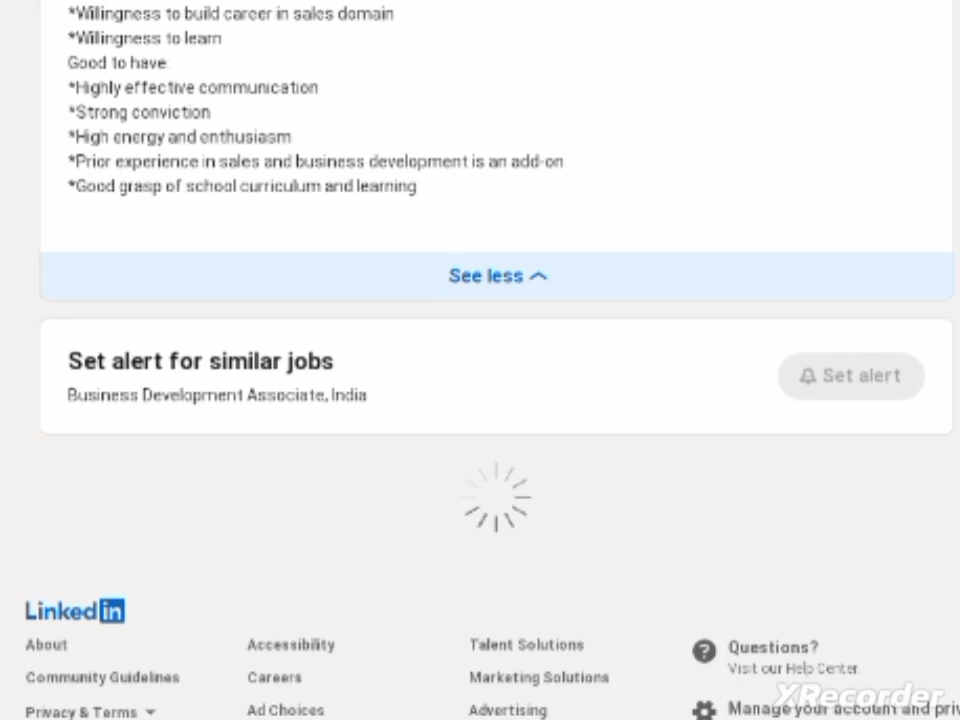 *Willingness to build career in sales domain
*Willingness to learn
Good to have
*Highly effective communication
*Strong conviction
*High energy and enthusiasm
*Prior experience in sales and business development is an add-on
*Good grasp of school curriculum and learning
See less
Set alert for similar jobs
Business Development Associate, India
Set alert
Linked in
About
Accessibility
Talent Solutions
Questions?
Visit our Help Center.
Community Guidelines
Careers
Marketing Solutions
Privacy & Terms
Ad Choices
Advertising
Manage your account and priv
XRecorder